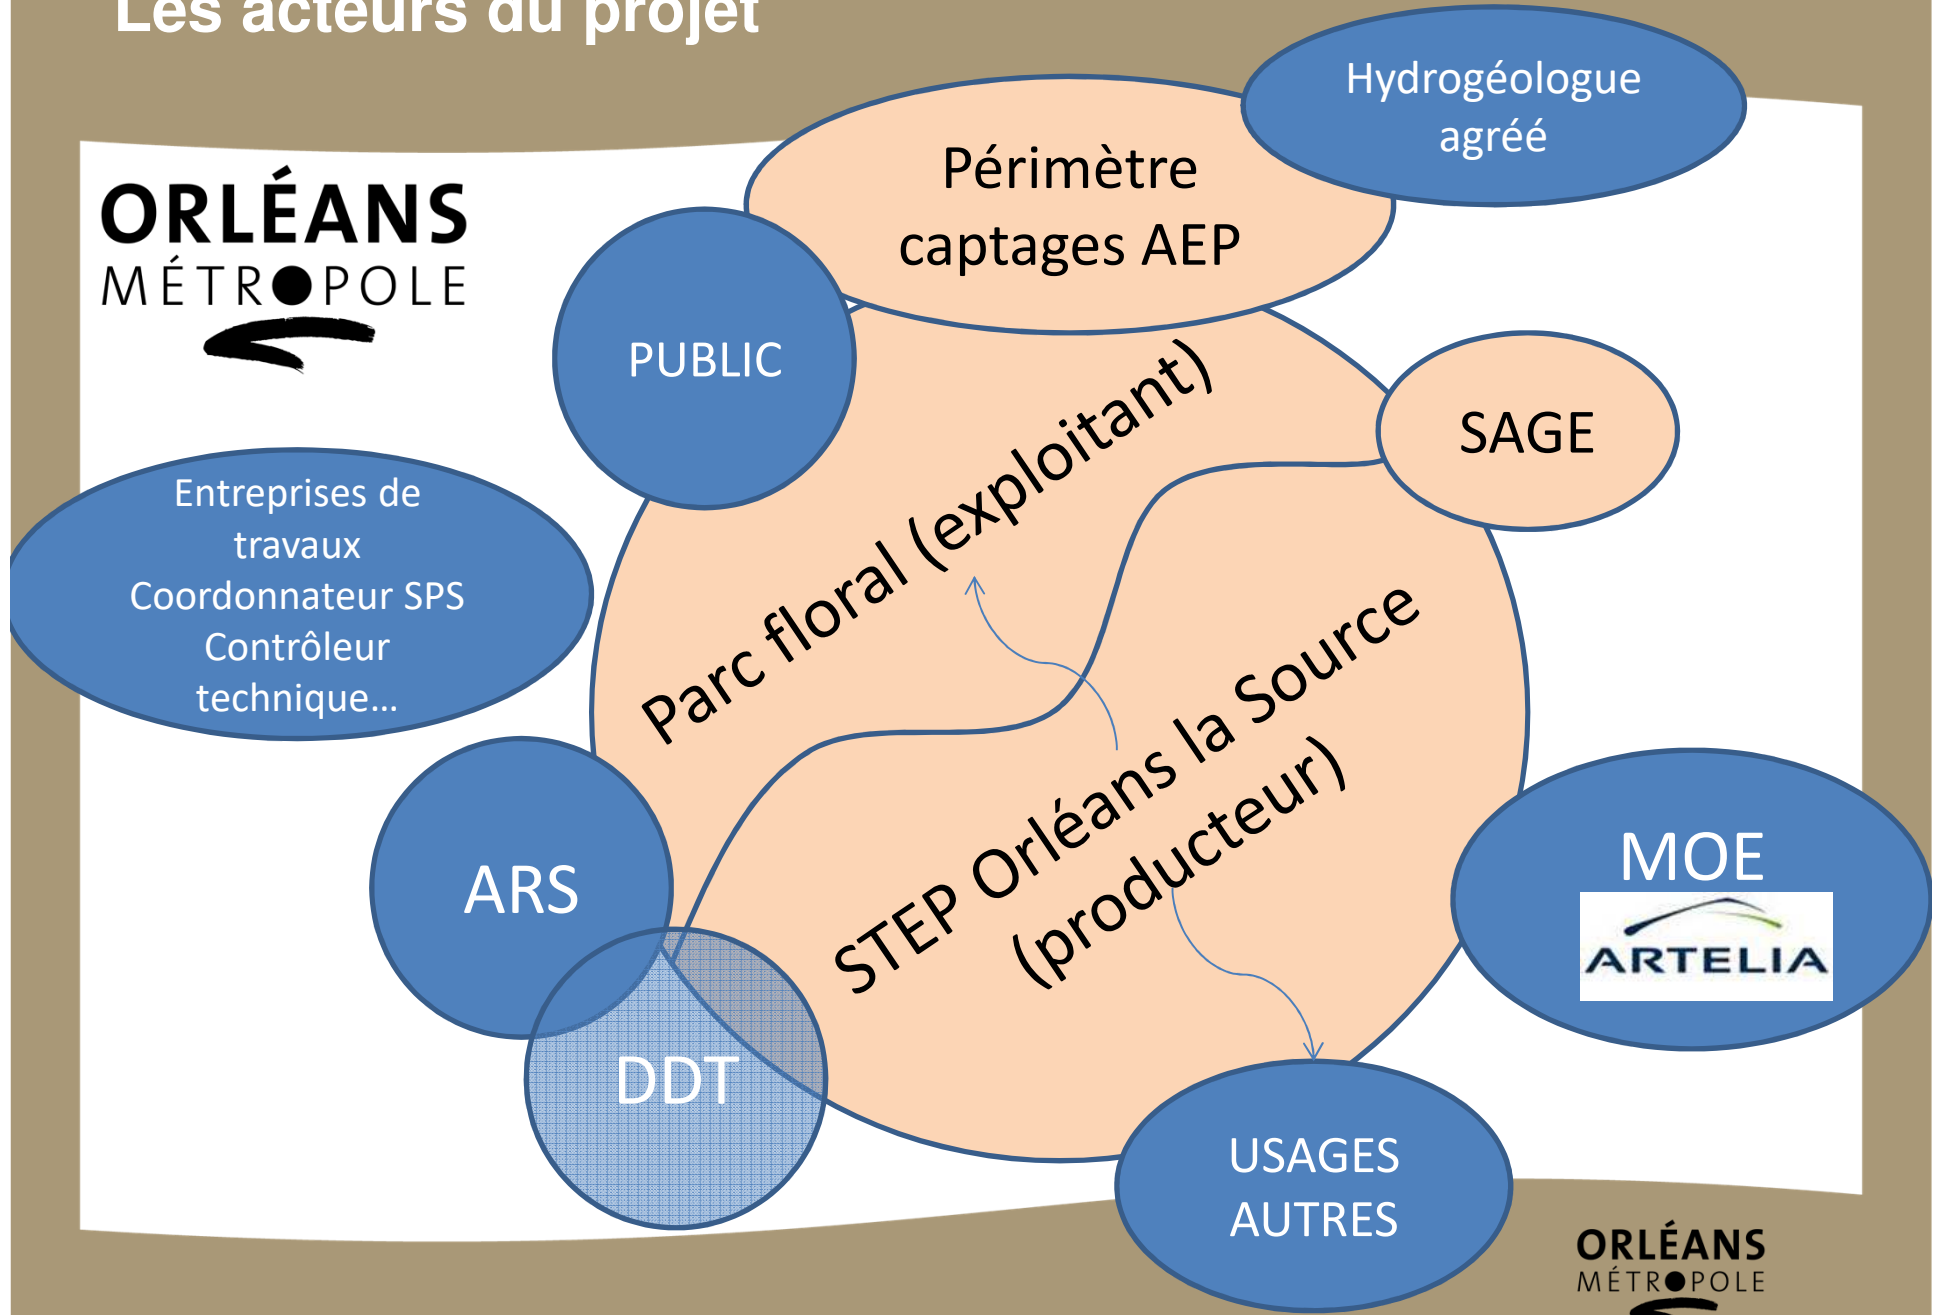 Les acteurs du projet
Hydrogéologue
agréé
Périmètre
captages AEP
ORLÉANS
MÉTROPOLE
PUBLIC
SAGE
Parc floral (exploitant)
Entreprises de
travaux
Coordonnateur SPS
Contrôleur
technique...
STEP Orléans la Source
(producteur)
ARS
MOE
ARTELIA
DDT
USAGES
AUTRES
ORLÉANS
MÉTROPOLE